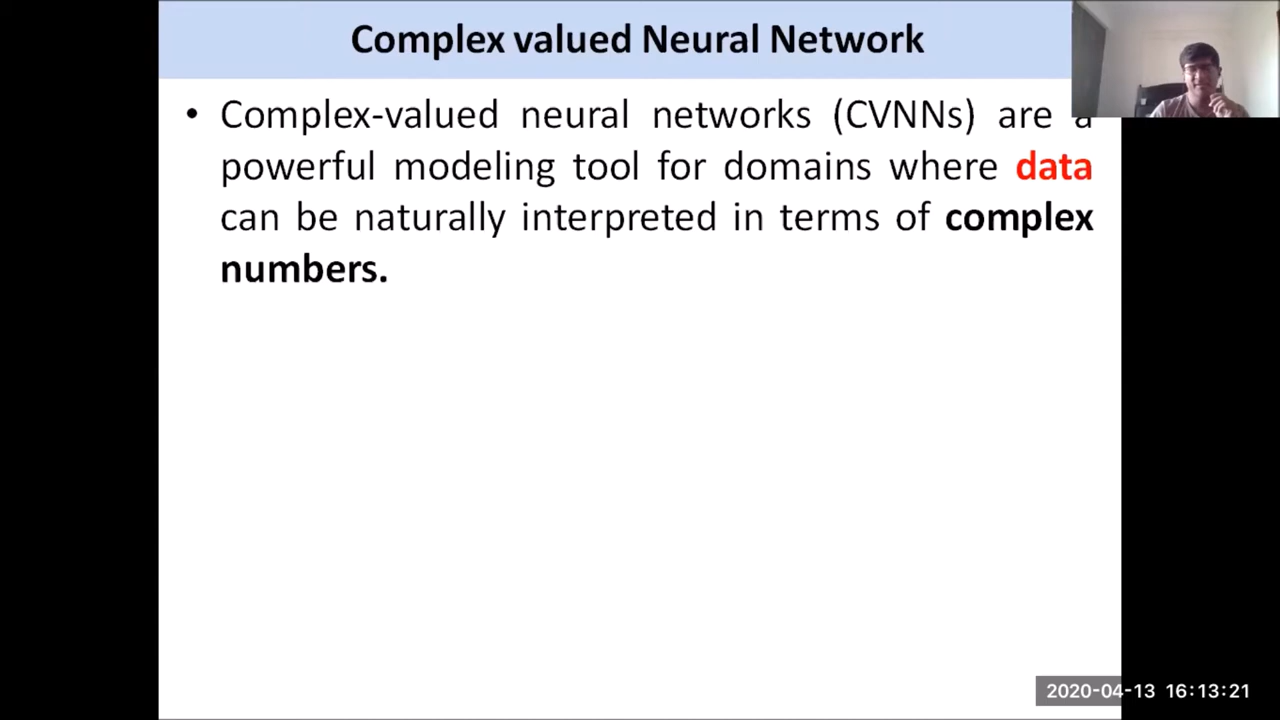 Complex valued Neural Network
• Complex-valued neural networks (CVNNs) are a
powerful modeling tool for domains where data
can be naturally interpreted in terms of complex
numbers.
2020-04-13 16:13:21